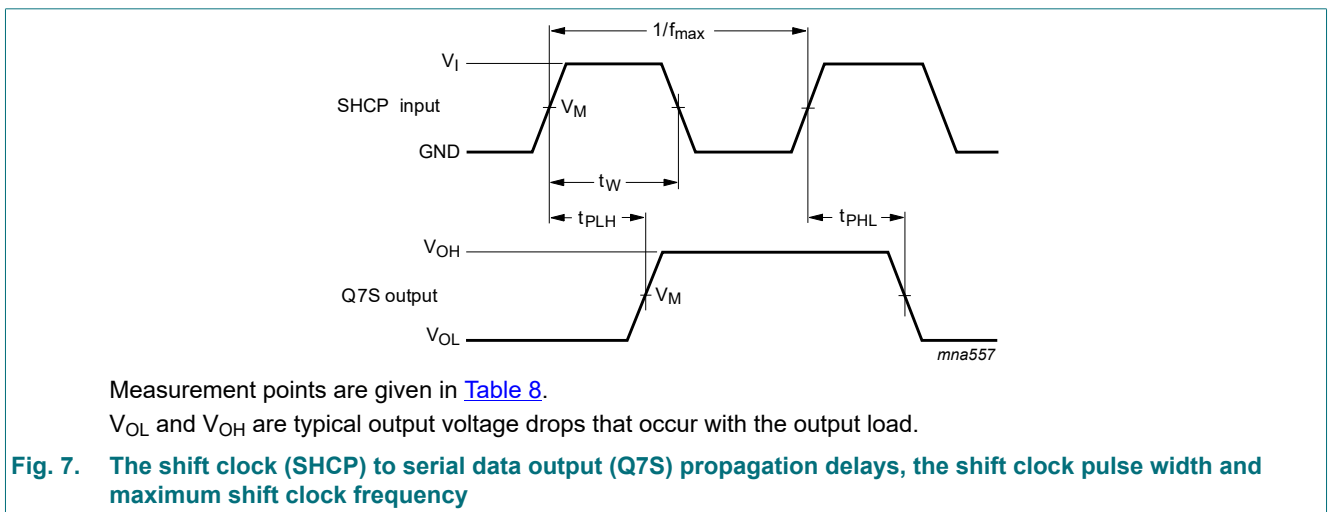 1/fmax
VI
SHCP input
VM
GND
tW
tPLH
tPHL
VOH
Q7S output
VM
VOL
mna557
Measurement points are given in Table 8.
VOL and VOH are typical output voltage drops that occur with the output load.
Fig. 7. The shift clock (SHCP) to serial data output (Q7S) propagation delays, the shift clock pulse width and
maximum shift clock frequency